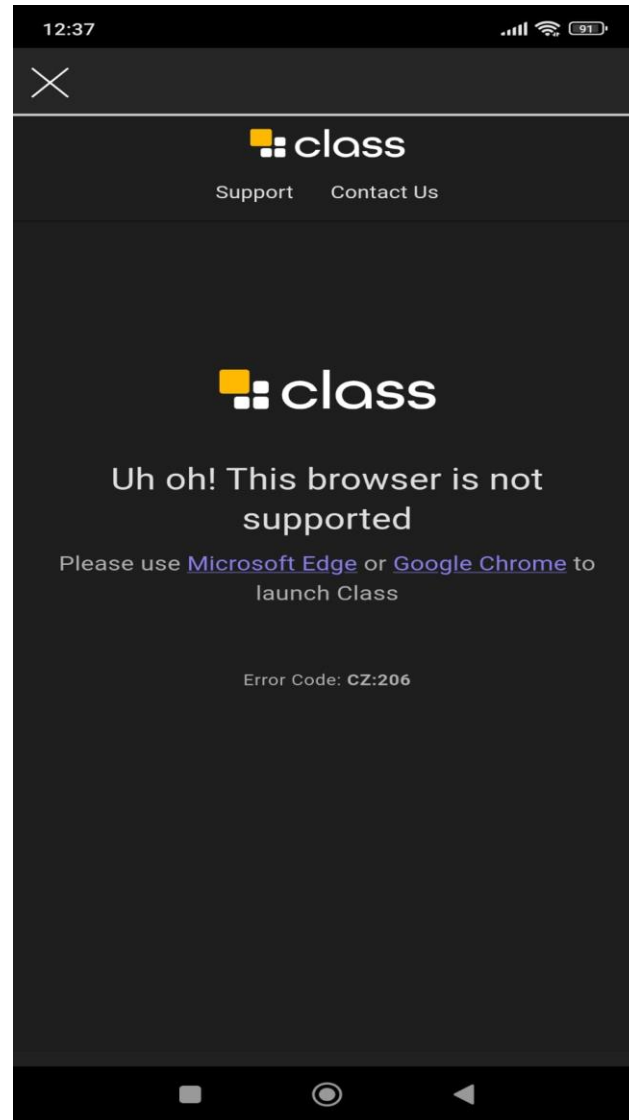 12:37
91
class
Support Contact Us
class
Uh oh! This browser is not
supported
Please use Microsoft Edge or Google Chrome to
launch Class
Error Code: CZ:206